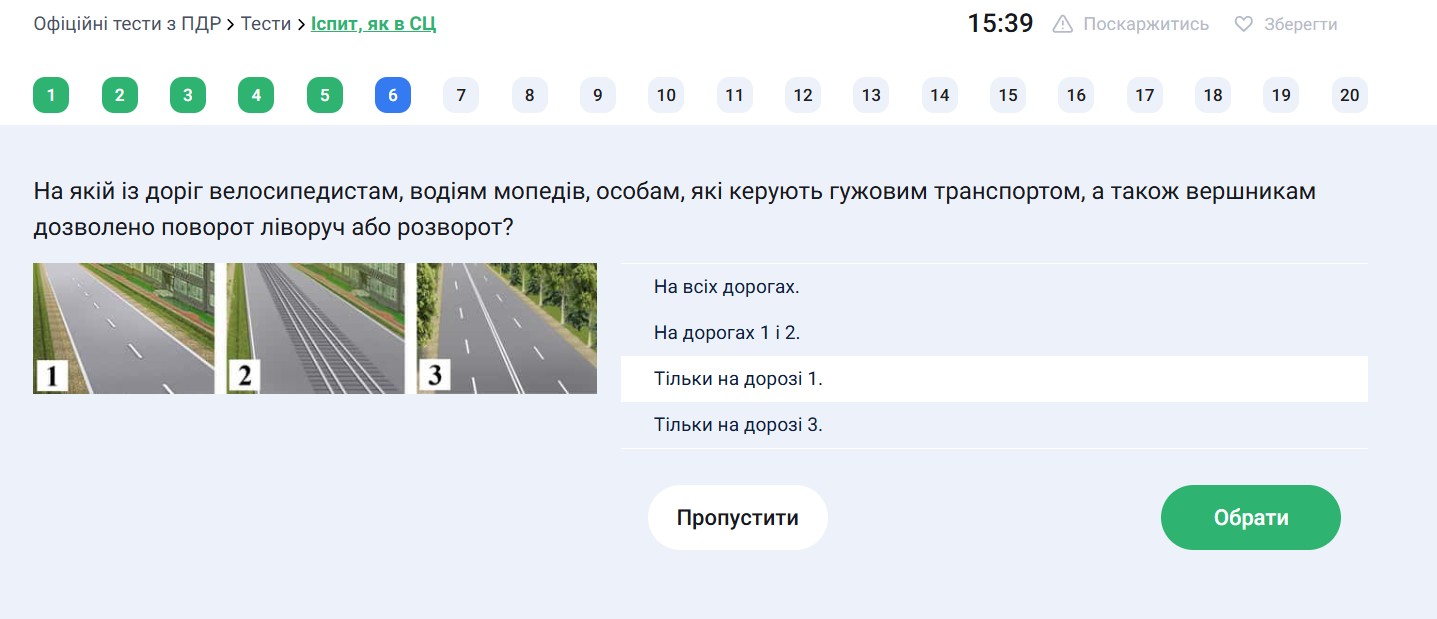 Офіційні тести з ПДР > Тести > Іспит, як в СЦ
15:39 Поскаржитись Зберегти
1 2 3 4 5 6 7 8 9 10 11 12 13 14 15 16 17 18 19 20
На якій із доріг велосипедистам, водіям мопедів, особам, які керують гужовим транспортом, а також вершникам
дозволено поворот ліворуч або розворот?
1 2 3
На всіх дорогах.
На дорогах 1 і 2.
Тільки на дорозі 1.
Тільки на дорозі 3.
Пропустити
Обрати